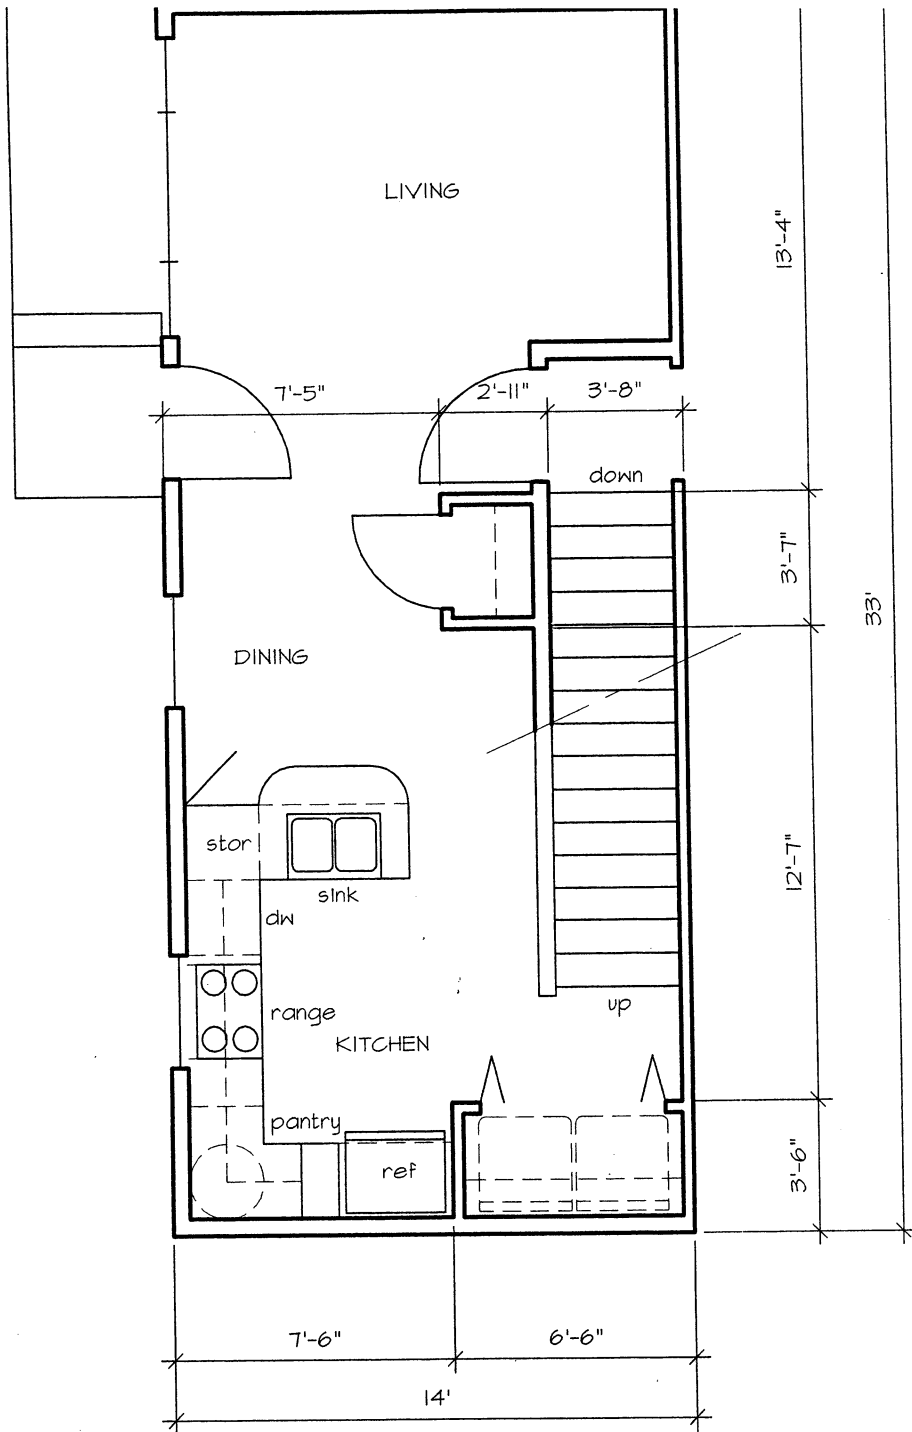 LIVING
13'-4"
7'-5"
2'-11"
3'-8"
down
3'-7"
33'
DINING
stor
sink
12'-7"
dw
range
up
KITCHEN
pantry
ref
3'-6"
7'-6"
6'-6"
14'